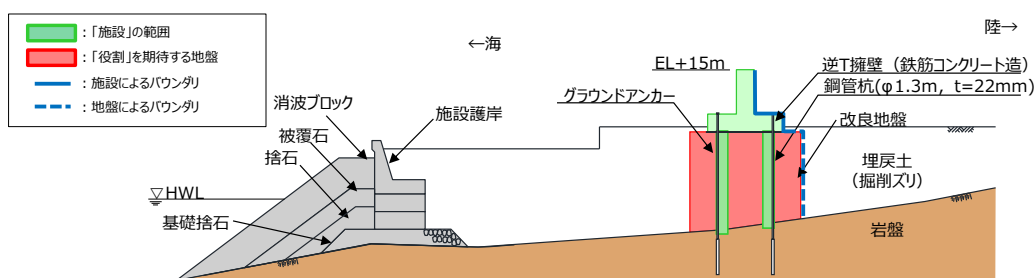 :「施設」の範囲
:「役割」を期待する地盤
:施設によるバウンダリ
:地盤によるバウンダリ
←海
陸→
EL+15m
逆T擁壁(鉄筋コンクリート造)
グラウンドアンカー
鋼管杭(φ1.3m, t=22mm)
消波ブロック
施設護岸
改良地盤
被覆石
捨石
埋戻土
(掘削ズリ)
▽HWL
基礎捨石
岩盤